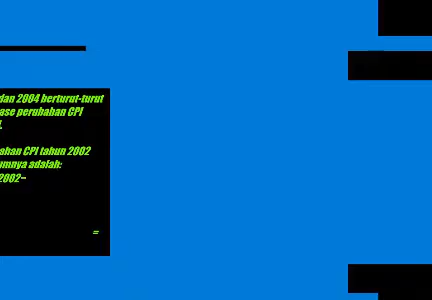 dan 2004 berturut-turut
ase perubahan CPI
ahan CPI tahun 2002
umnya adalah:
2002=
=